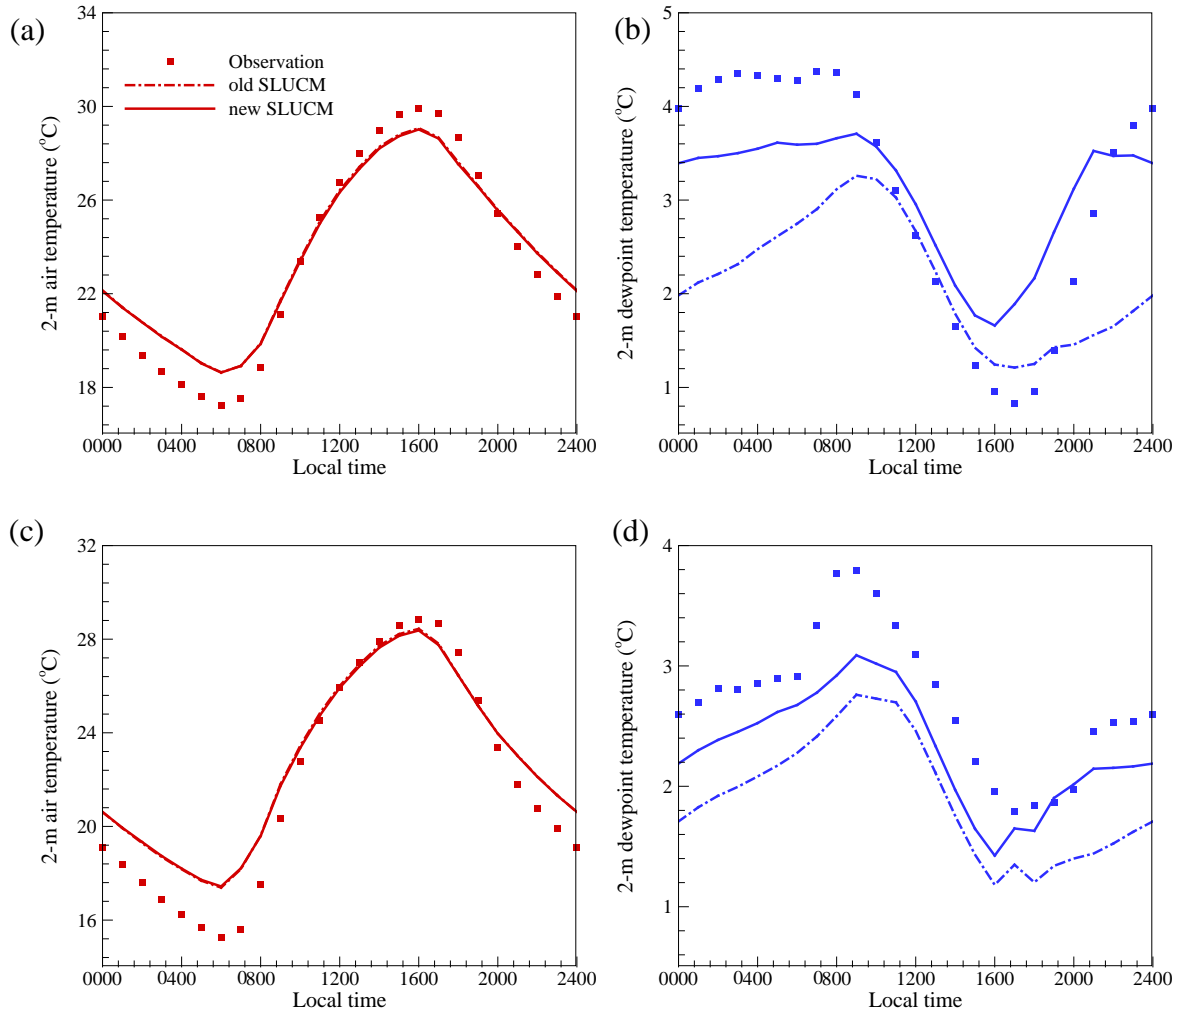 (a)
34
30
26
22
18
2-m air temperature (°C)
Observation
old SLUCM
new SLUCM
0000 0400 0800 1200 1600 2000 2400
Local time
(b)
5
4
3
2
1
2-m dewpoint temperature (°C)
0000 0400 0800 1200 1600 2000 2400
Local time
(c)
32
28
24
20
16
2-m air temperature (°C)
0000 0400 0800 1200 1600 2000 2400
Local time
(d)
4
3
2
1
2-m dewpoint temperature (°C)
0000 0400 0800 1200 1600 2000 2400
Local time